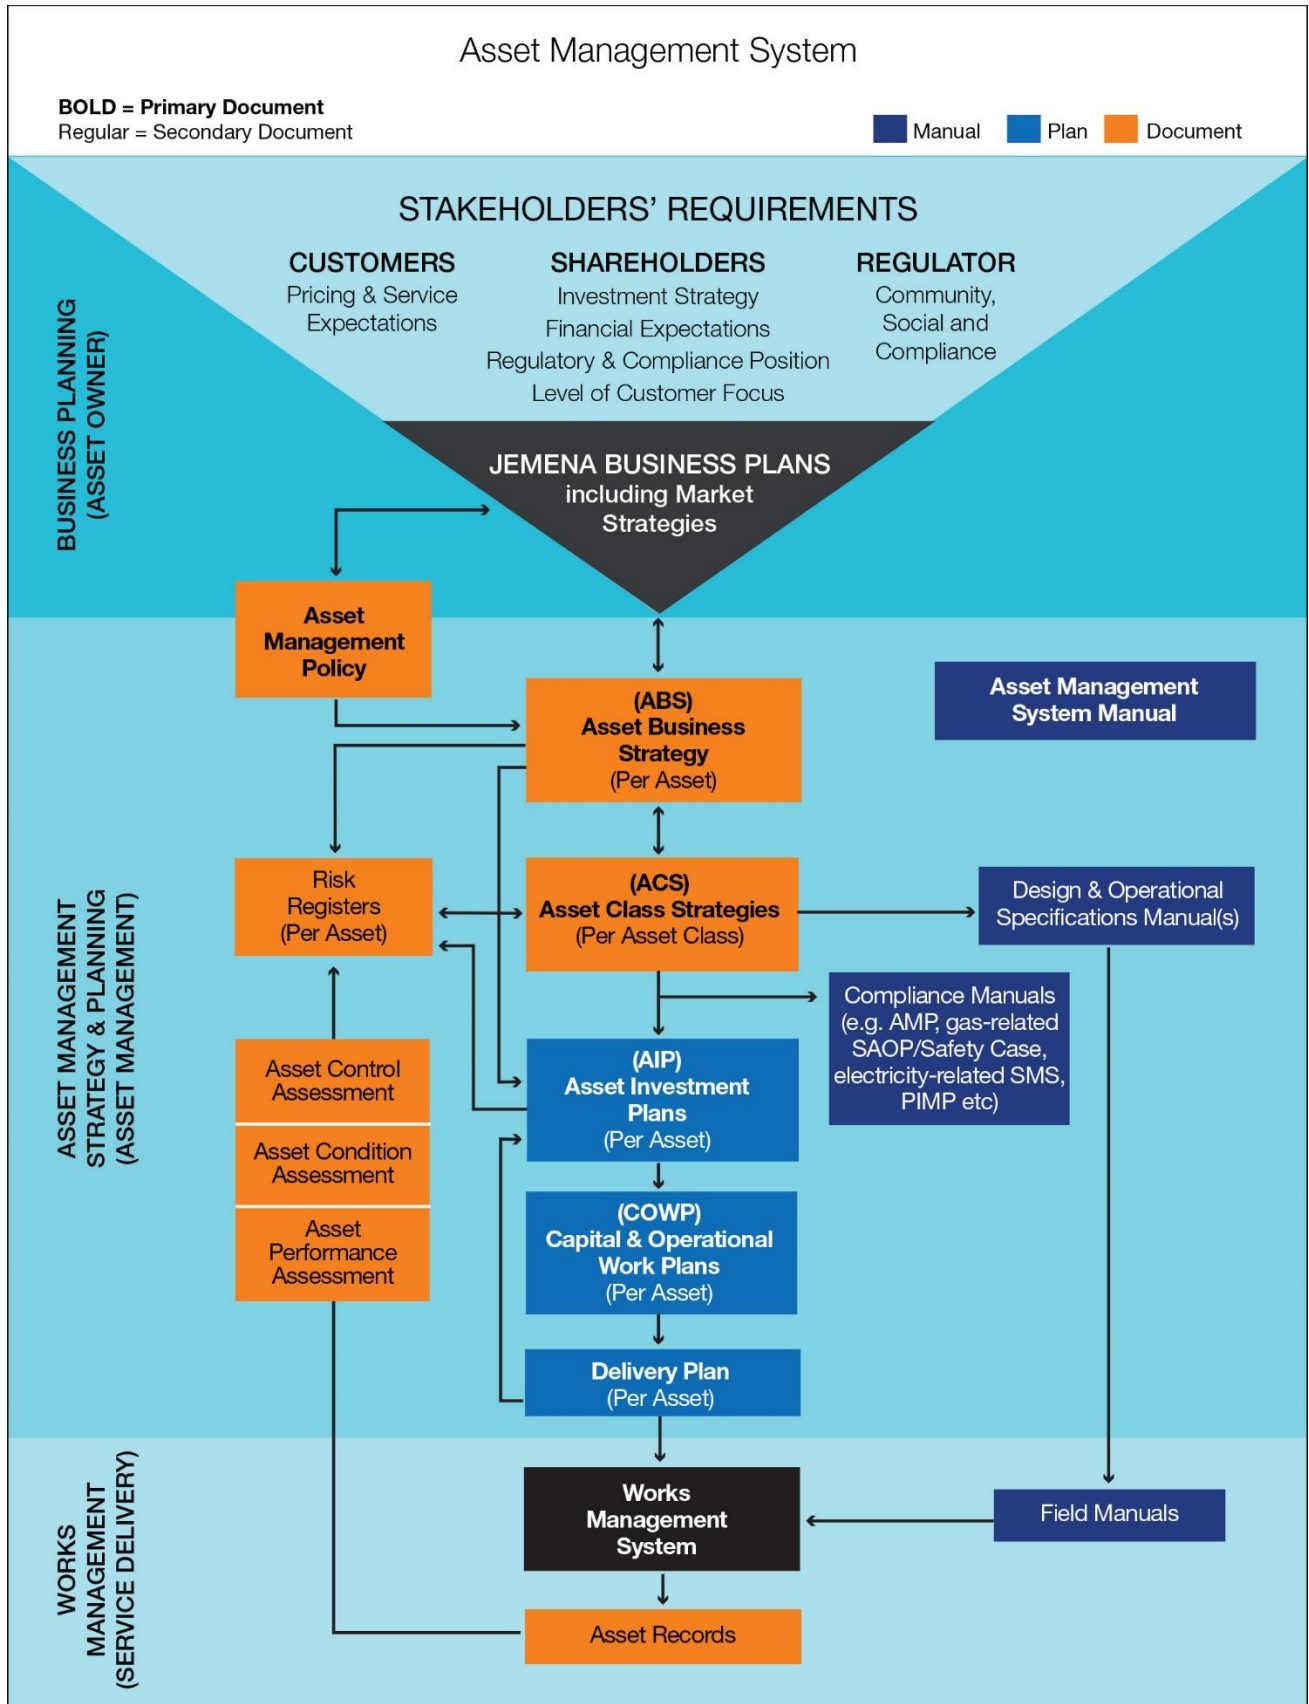 Asset Management System
BOLD = Primary Document
Regular = Secondary Document
Manual
Plan
Document
STAKEHOLDERS' REQUIREMENTS
CUSTOMERS
Pricing & Service
Expectations
SHAREHOLDERS
Investment Strategy
Financial Expectations
Regulatory & Compliance Position
Level of Customer Focus
REGULATOR
Community,
Social and
Compliance
BUSINESS PLANNING
(ASSET OWNER)
JEMENA BUSINESS PLANS
including Market
Strategies
Asset
Management
Policy
(ABS)
Asset Business
Strategy
(Per Asset)
Asset Management
System Manual
ASSET MANAGEMENT
STRATEGY & PLANNING
(ASSET MANAGEMENT)
Risk
Registers
(Per Asset)
(ACS)
Asset Class Strategies
(Per Asset Class)
Design & Operational
Specifications Manual(s)
Compliance Manuals
(e.g. AMP, gas-related
SAOP/Safety Case,
electricity-related SMS,
PIMP etc)
Asset Control
Assessment
Asset Condition
Assessment
Asset
Performance
Assessment
(AIP)
Asset Investment
Plans
(Per Asset)
(COWP)
Capital & Operational
Work Plans
(Per Asset)
Delivery Plan
(Per Asset)
WORKS
MANAGEMENT
(SERVICE DELIVERY)
Works
Management
System
Field Manuals
Asset Records